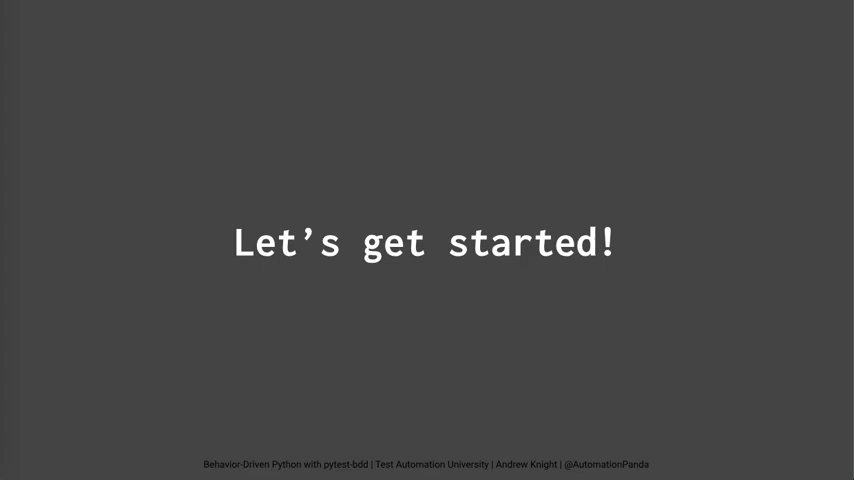 Let’s get started!
Behavior-Driven Python with pytest-bdd | Test Automation University | Andrew Knight | @AutomationPanda